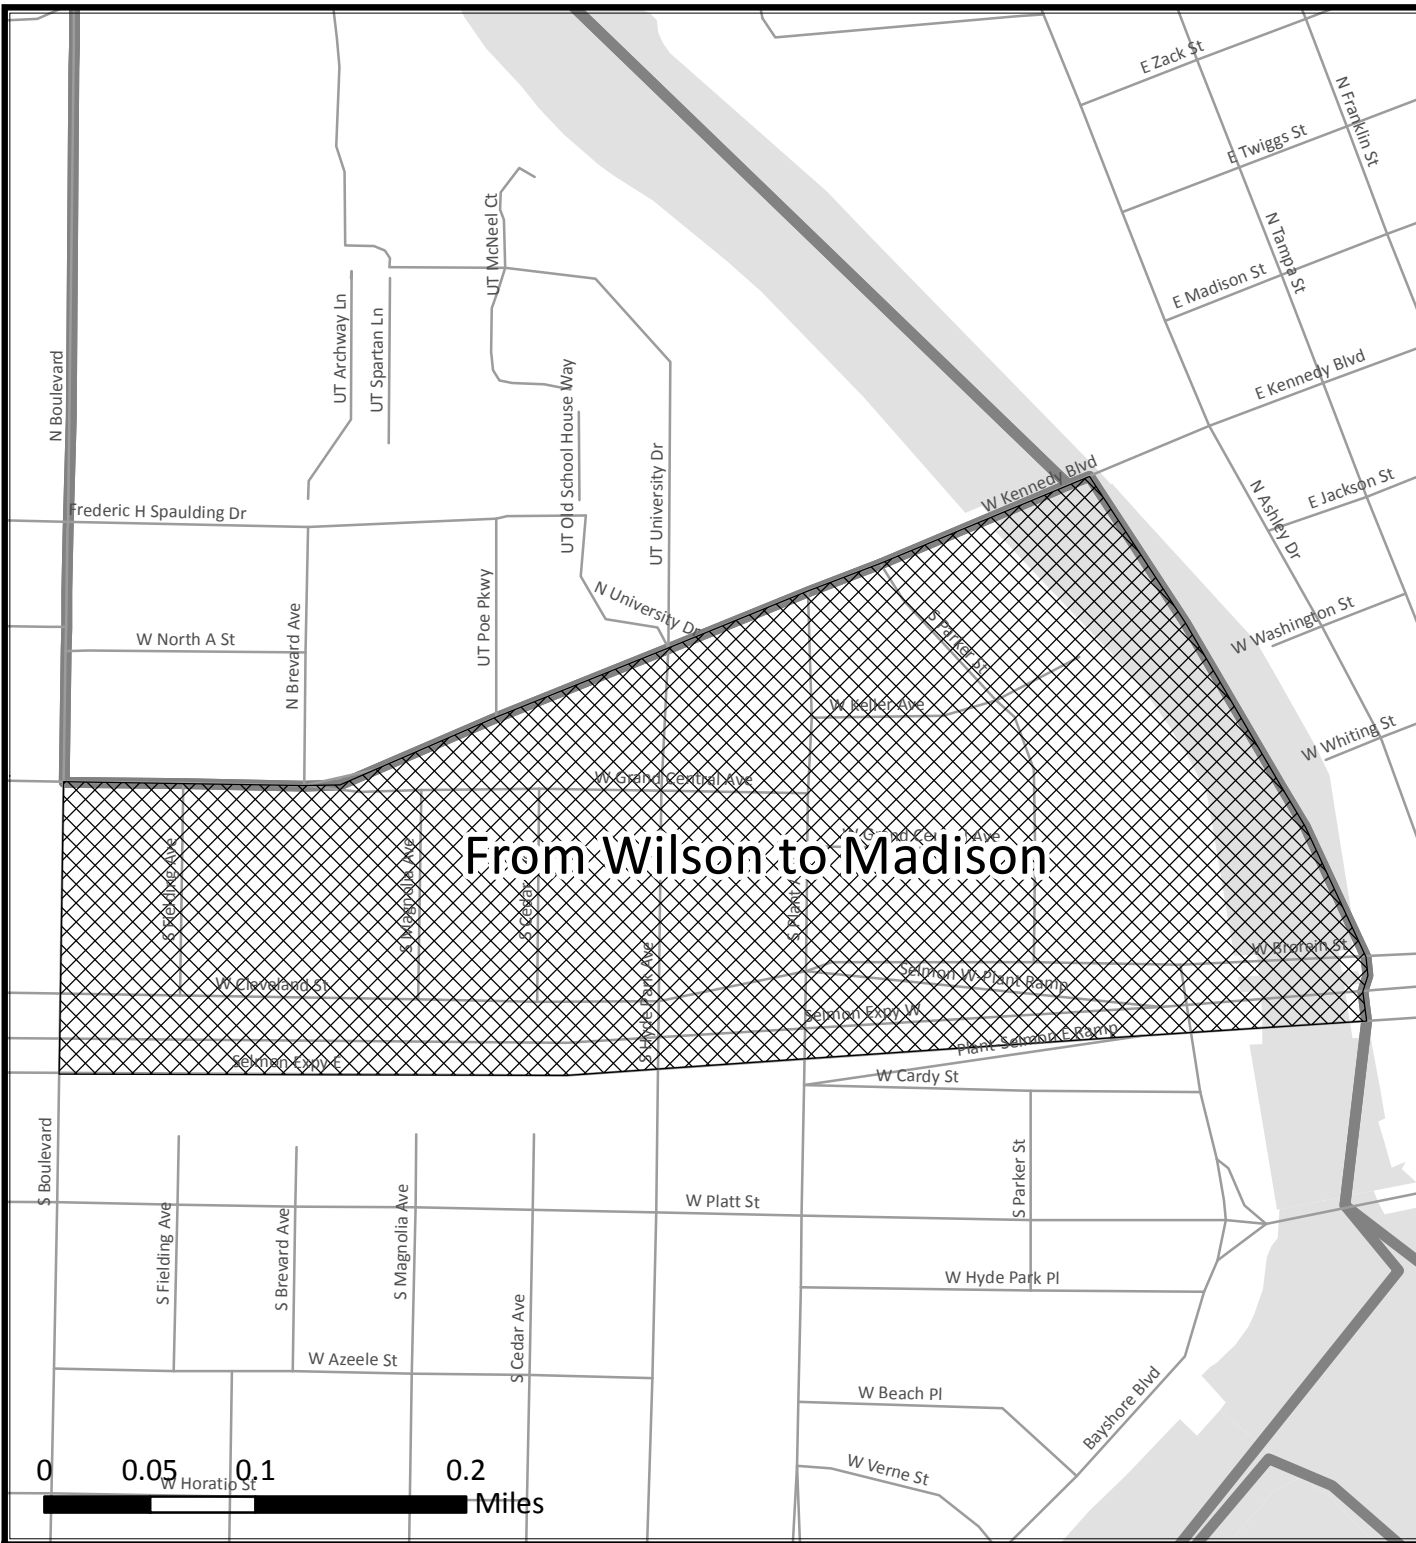 E Zack St
N Franklin St
E Twiggs St
UT McNeel Ct
N Tampa St
E Madison St
UT Archway Ln
UT Spartan Ln
N Boulevard
UT Old School House Way
E Kennedy Blvd
UT University Dr
W Kennedy Blvd
E Jackson St
N Ashley Dr
Frederic H Spaulding Dr
UT Poe Pkwy
N University Dr
W Washington St
N Brevard Ave
W North A St
S Parker St
W Keller Ave
W Whiting St
W Grand Central Ave
W Grand Ce Ave
From Wilson to Madison
S Fielding Ave
S Magnolia Ave
S Cedar
S Plant
S Hyde Park Ave
W Brorein St
W Cleveland St
Selmon W-Plant Ramp
Selmon Expy W
Plant-Selmon E Ramp
Selmon Expy E
W Cardy St
S Boulevard
S Parker St
W Platt St
S Fielding Ave
S Brevard Ave
S Magnolia Ave
W Hyde Park Pl
S Cedar Ave
W Azeele St
W Beach Pl
Bayshore Blvd
W Verne St
0 0.05 0.1 0.2
W Horatio St
Miles